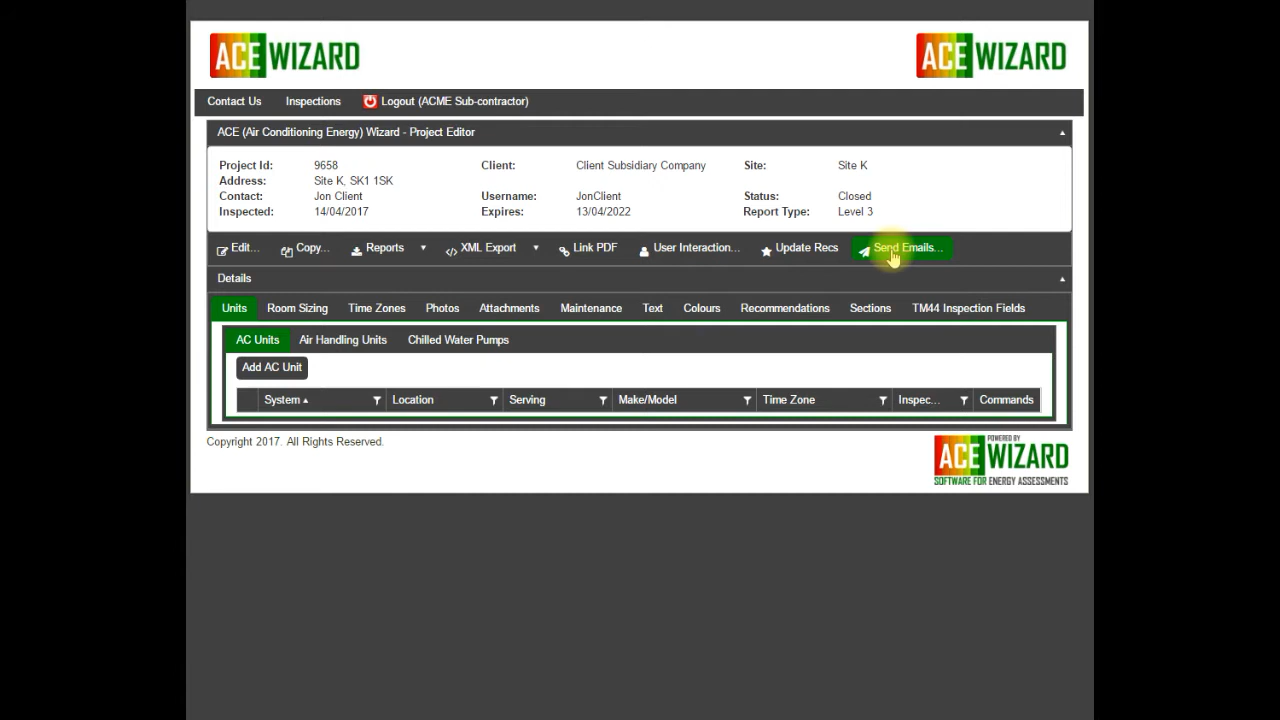 ACE WIZARD
ACE WIZARD
Contact Us Inspections Logout (ACME Sub-contractor)
ACE (Air Conditioning Energy) Wizard - Project Editor
Project Id: 9658 Client: Client Subsidiary Company Site: Site K
Address: Site K, SK1 1SK
Contact: Jon Client Username: JonClient Status: Closed
Inspected: 14/04/2017 Expires: 13/04/2022 Report Type: Level 3
Edit... Copy... Reports XML Export Link PDF User Interaction... Update Recs Send Emails...
Details
Units Room Sizing Time Zones Photos Attachments Maintenance Text Colours Recommendations Sections TM44 Inspection Fields
AC Units Air Handling Units Chilled Water Pumps
Add AC Unit
System Location Serving Make/Model Time Zone Inspec... Commands
Copyright 2017. All Rights Reserved.
POWERED BY
ACE WIZARD
SOFTWARE FOR ENERGY ASSESSMENTS